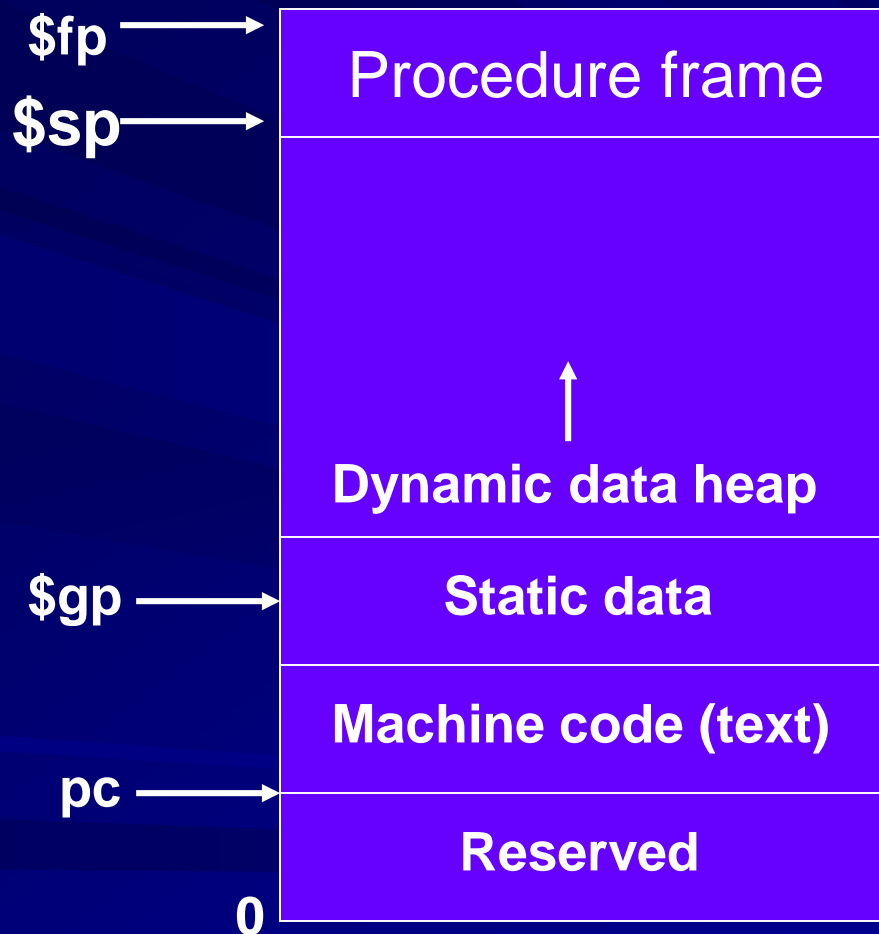 $fp
Procedure frame
$sp
Dynamic data heap
$gp
Static data
Machine code (text)
pc
Reserved
0